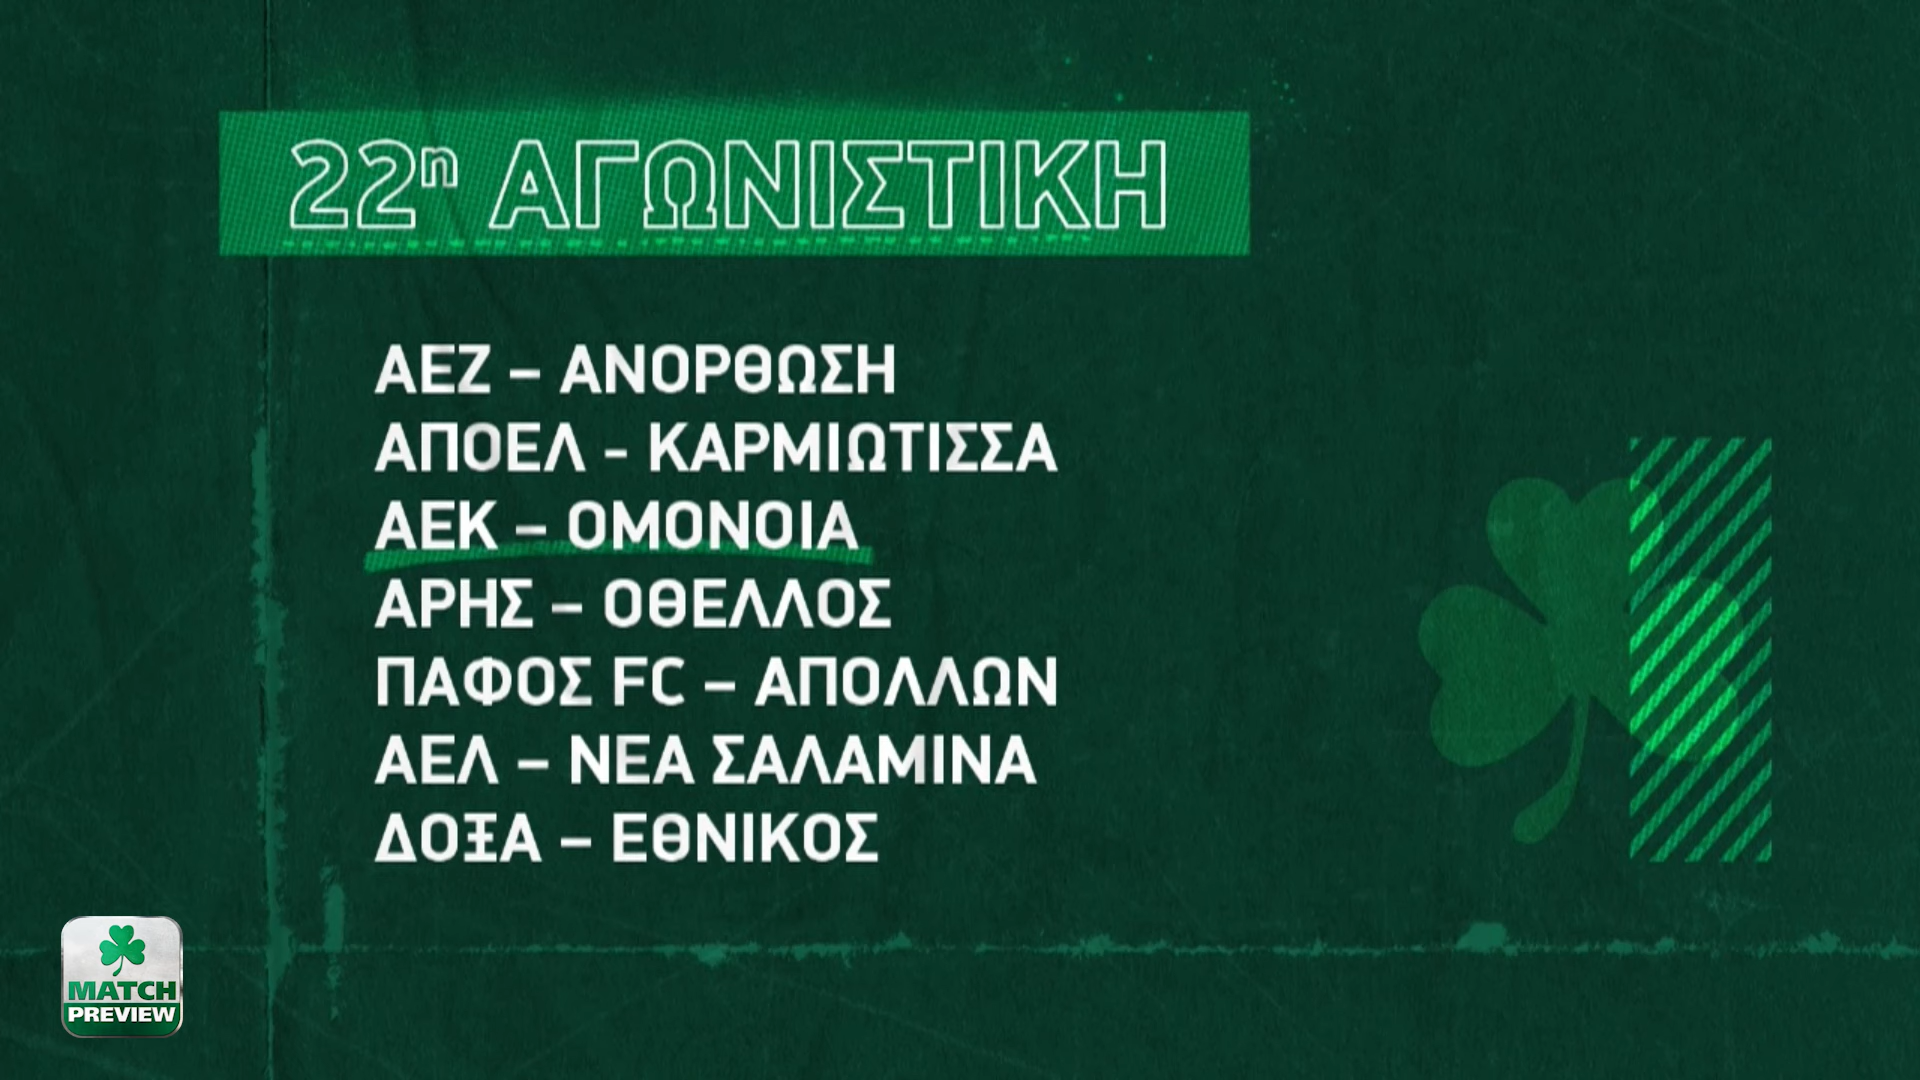 22η ΑΓΩΝΙΣΤΙΚΗ
ΑΕΖ – ΑΝΟΡΘΩΣΗ
ΑΠΟΕΛ - ΚΑΡΜΙΩΤΙΣΣΑ
ΑΕΚ – ΟΜΟΝΟΙΑ
ΑΡΗΣ – ΟΘΕΛΛΟΣ
ΠΑΦΟΣ FC – ΑΠΟΛΛΩΝ
ΑΕΛ – ΝΕΑ ΣΑΛΑΜΙΝΑ
ΔΟΞΑ – ΕΘΝΙΚΟΣ
MATCH
PREVIEW